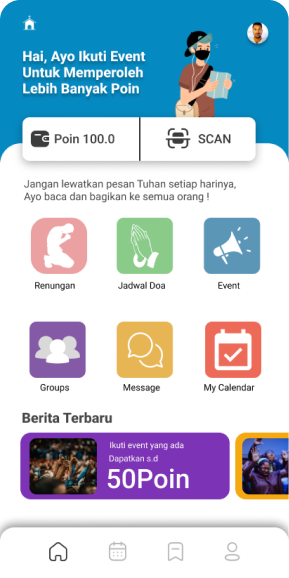 Hai, Ayo Ikuti Event
Untuk Memperoleh
Lebih Banyak Poin
Poin 100.0
SCAN
Jangan lewatkan pesan Tuhan setiap harinya,
Ayo baca dan bagikan ke semua orang !
Renungan
Jadwal Doa
Event
Groups
Message
My Calendar
Berita Terbaru
Ikuti event yang ada
Dapatkan s.d
50Poin